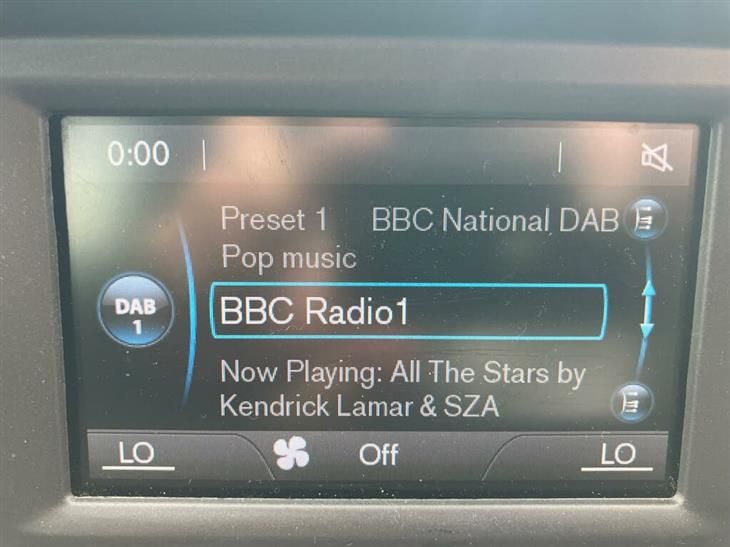 0:00
Preset 1 BBC National DAB
Pop music
DAB
1
BBC Radio1
Now Playing: All The Stars by
Kendrick Lamar & SZA
LO Off LO